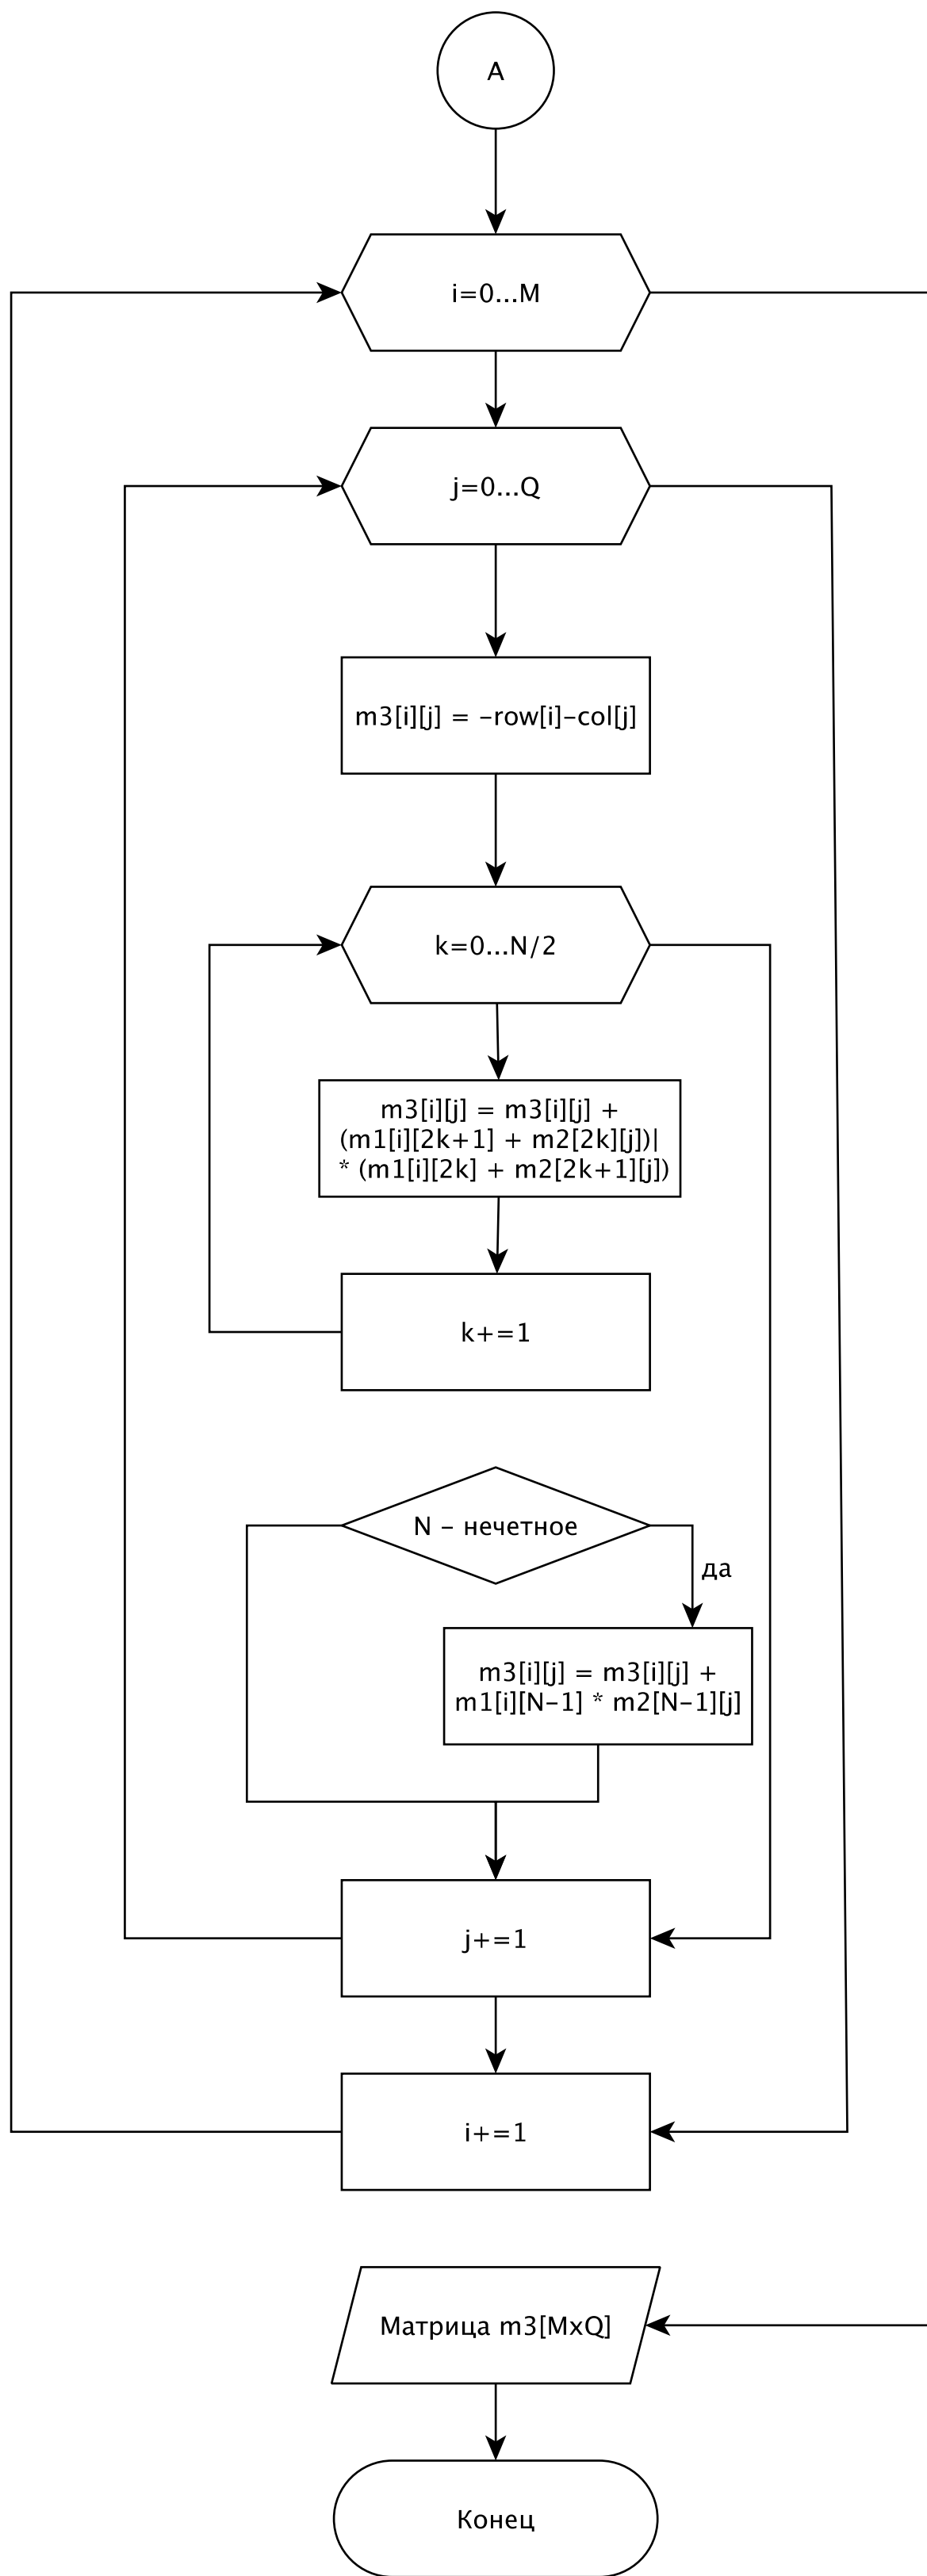 A
i=0...M
j=0...Q
m3[i][j] = -row[i]-col[j]
k=0...N/2
m3[i][j] = m3[i][j] +
(m1[i][2k+1] + m2[2k][j])|
* (m1[i][2k] + m2[2k+1][j])
k+=1
N - нечетное
да
m3[i][j] = m3[i][j] +
m1[i][N-1] * m2[N-1][j]
j+=1
i+=1
Матрица m3[MxQ]
Конец